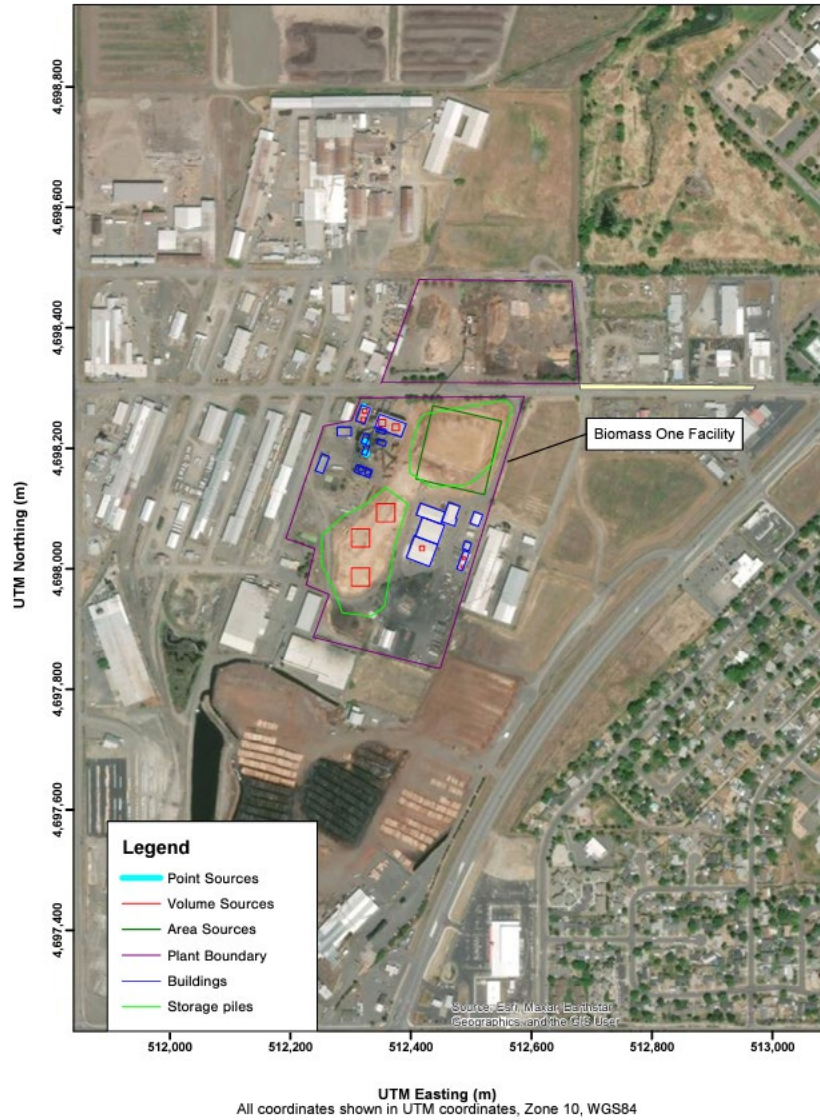 4,698,800
4,698,600
4,698,400
4,698,200
4,698,000
4,697,800
4,697,600
4,697,400
UTM Northing (m)
Biomass One Facility
Legend
Point Sources
Volume Sources
Area Sources
Plant Boundary
Buildings
Storage piles
Source: Esri, Maxar, Earthstar
Geographics, and the GIS User
512,000
512,200
512,400
512,600
512,800
513,000
UTM Easting (m)
All coordinates shown in UTM coordinates, Zone 10, WGS84